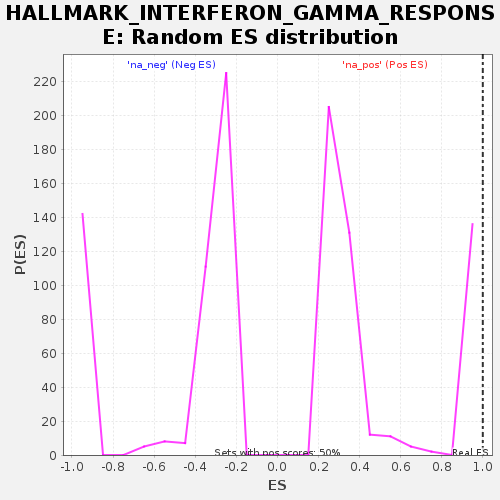 HALLMARK_INTERFERON_GAMMA_RESPONS
E: Random ES distribution
'na_neg' (Neg ES)
'na_pos' (Pos ES)
220
200
180
160
140
120
100
80
60
40
20
0
P(ES)
Sets with pos scores: 50%
Real ES
-1.0 -0.8 -0.6 -0.4 -0.2 0.0 0.2 0.4 0.6 0.8 1.0
ES